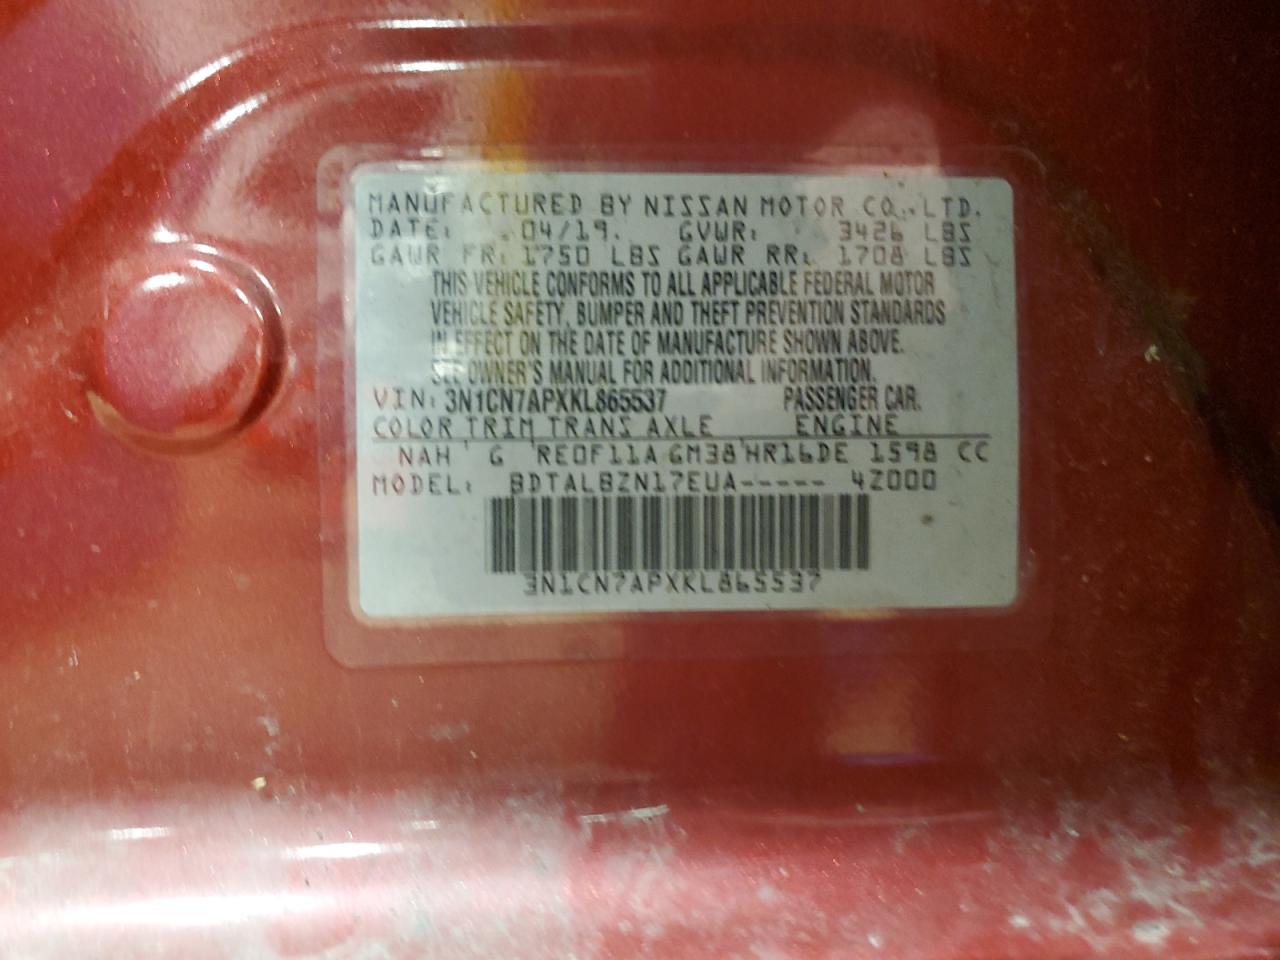 MANUFACTURED BY NISSAN MOTOR CO., LTD.
DATE: 04/19. GVWR: 3426 LBS
GAWR FR: 1750 LBS GAWR RR: 1708 LBS
THIS VEHICLE CONFORMS TO ALL APPLICABLE FEDERAL MOTOR
VEHICLE SAFETY, BUMPER AND THEFT PREVENTION STANDARDS
IN EFFECT ON THE DATE OF MANUFACTURE SHOWN ABOVE.
SEE OWNER'S MANUAL FOR ADDITIONAL INFORMATION.
VIN: 3N1CN7APXKL865537 PASSENGER CAR.
COLOR TRIM TRANS AXLE ENGINE
NAH G RE0F11A GM38 HR16DE 1598 CC
MODEL: BDTALBZN17EUA----- 4Z000
3N1CN7APXKL865537